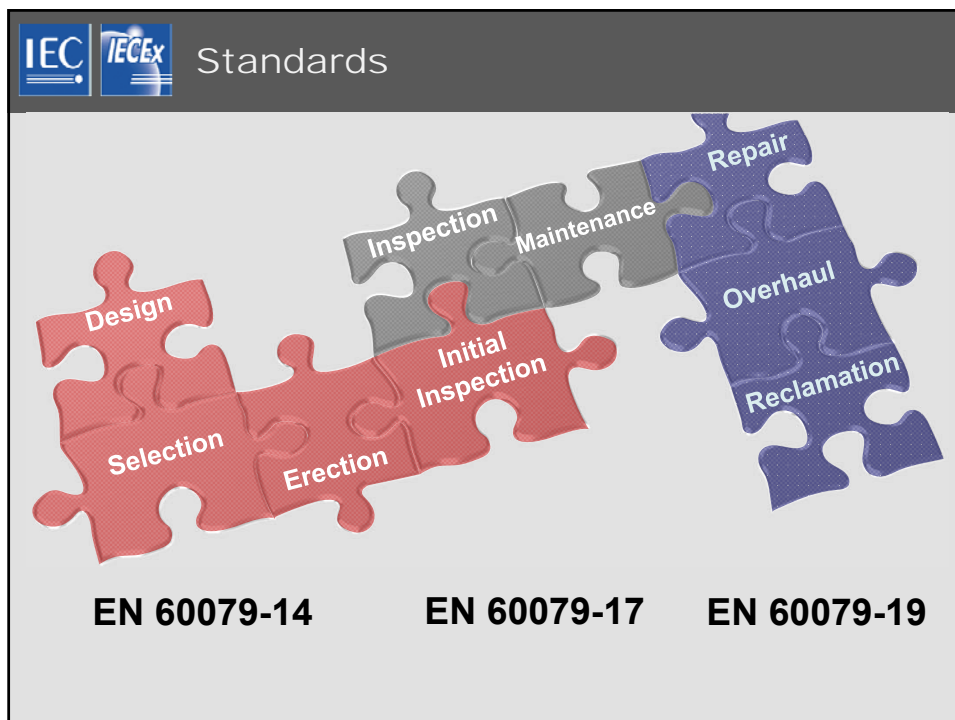 IEC
IECEx
Standards
Repair
Inspection
Maintenance
Design
Overhaul
Initial
Inspection
Reclamation
Selection
Erection
EN 60079-14
EN 60079-17
EN 60079-19